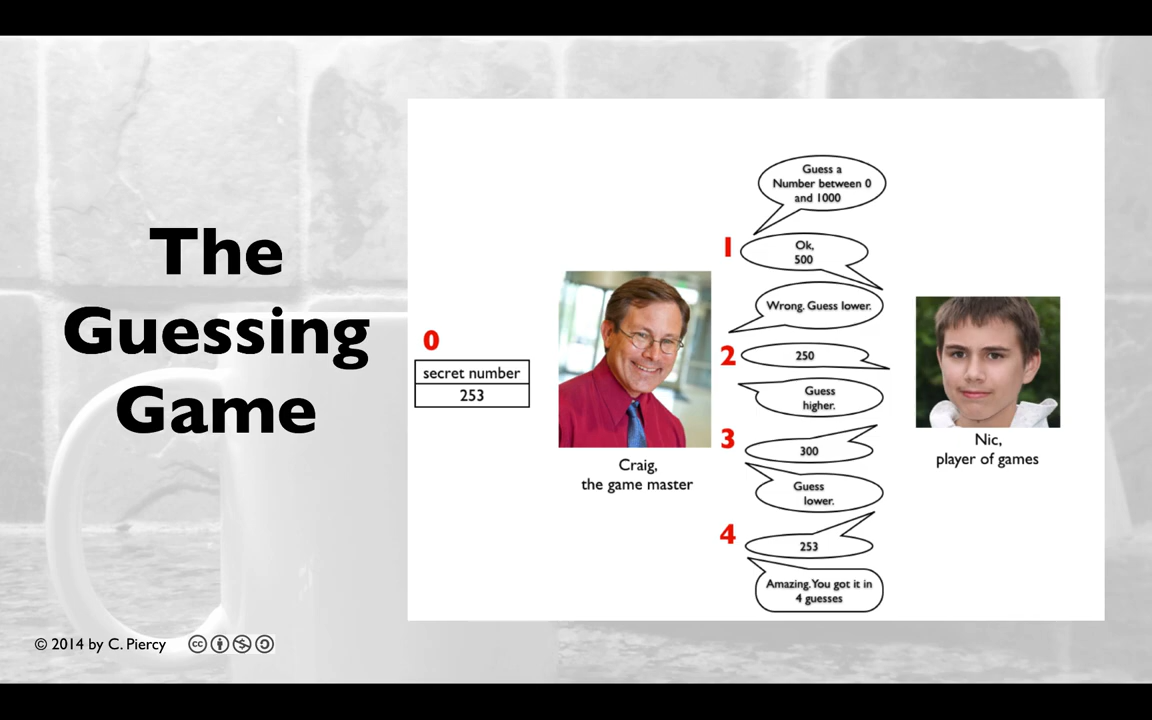 The
Guessing
Game
0
secret number
253
Craig,
the game master
Guess a
Number between 0
and 1000
1
Ok,
500
Wrong. Guess lower.
2
250
Guess
higher.
3
300
Guess
lower.
4
253
Amazing. You got it in
4 guesses
Nic,
player of games
© 2014 by C. Piercy
cc